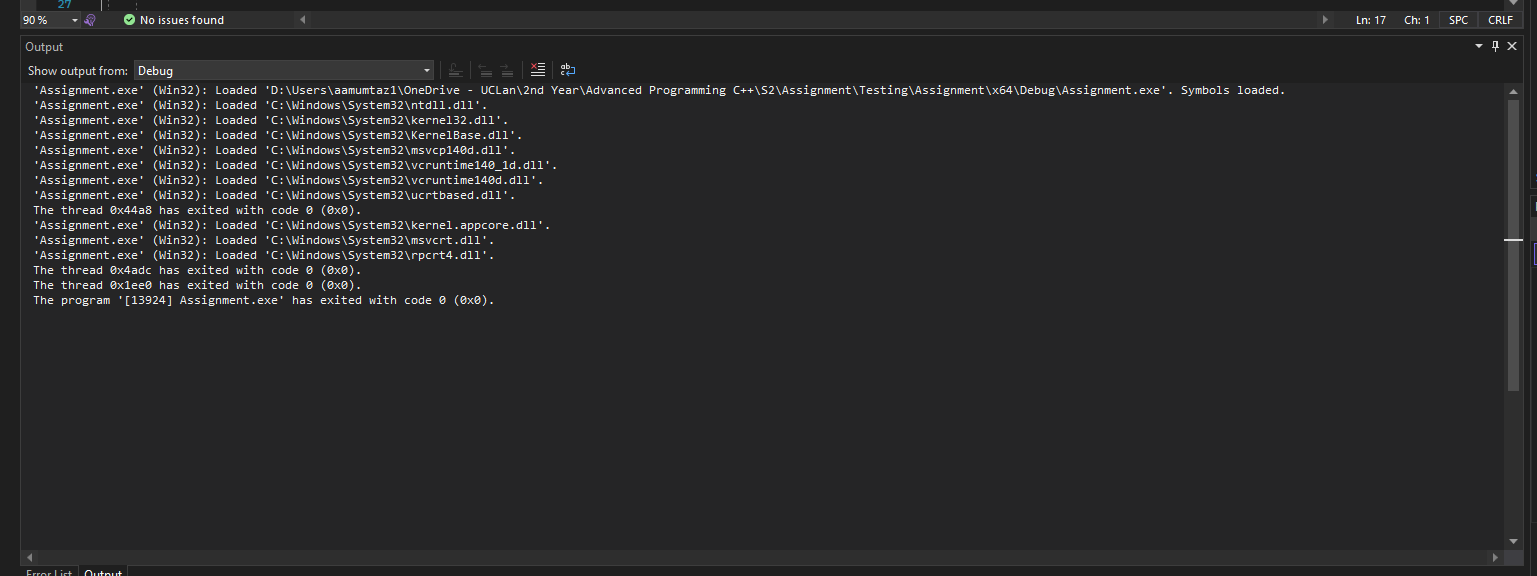 27
90 %
No issues found
Ln: 17 Ch: 1 SPC CRLF
Output
Show output from: Debug
'Assignment.exe' (Win32): Loaded 'D:\Users\aamumtaz1\OneDrive - UCLan\2nd Year\Advanced Programming C++\S2\Assignment\Testing\Assignment\x64\Debug\Assignment.exe'. Symbols loaded.
'Assignment.exe' (Win32): Loaded 'C:\Windows\System32\ntdll.dll'.
'Assignment.exe' (Win32): Loaded 'C:\Windows\System32\kernel32.dll'.
'Assignment.exe' (Win32): Loaded 'C:\Windows\System32\KernelBase.dll'.
'Assignment.exe' (Win32): Loaded 'C:\Windows\System32\msvcp140d.dll'.
'Assignment.exe' (Win32): Loaded 'C:\Windows\System32\vcruntime140_1d.dll'.
'Assignment.exe' (Win32): Loaded 'C:\Windows\System32\vcruntime140d.dll'.
'Assignment.exe' (Win32): Loaded 'C:\Windows\System32\ucrtbased.dll'.
The thread 0x44a8 has exited with code 0 (0x0).
'Assignment.exe' (Win32): Loaded 'C:\Windows\System32\kernel.appcore.dll'.
'Assignment.exe' (Win32): Loaded 'C:\Windows\System32\msvcrt.dll'.
'Assignment.exe' (Win32): Loaded 'C:\Windows\System32\rpcrt4.dll'.
The thread 0x4adc has exited with code 0 (0x0).
The thread 0x1ee0 has exited with code 0 (0x0).
The program '[13924] Assignment.exe' has exited with code 0 (0x0).
Error List Output